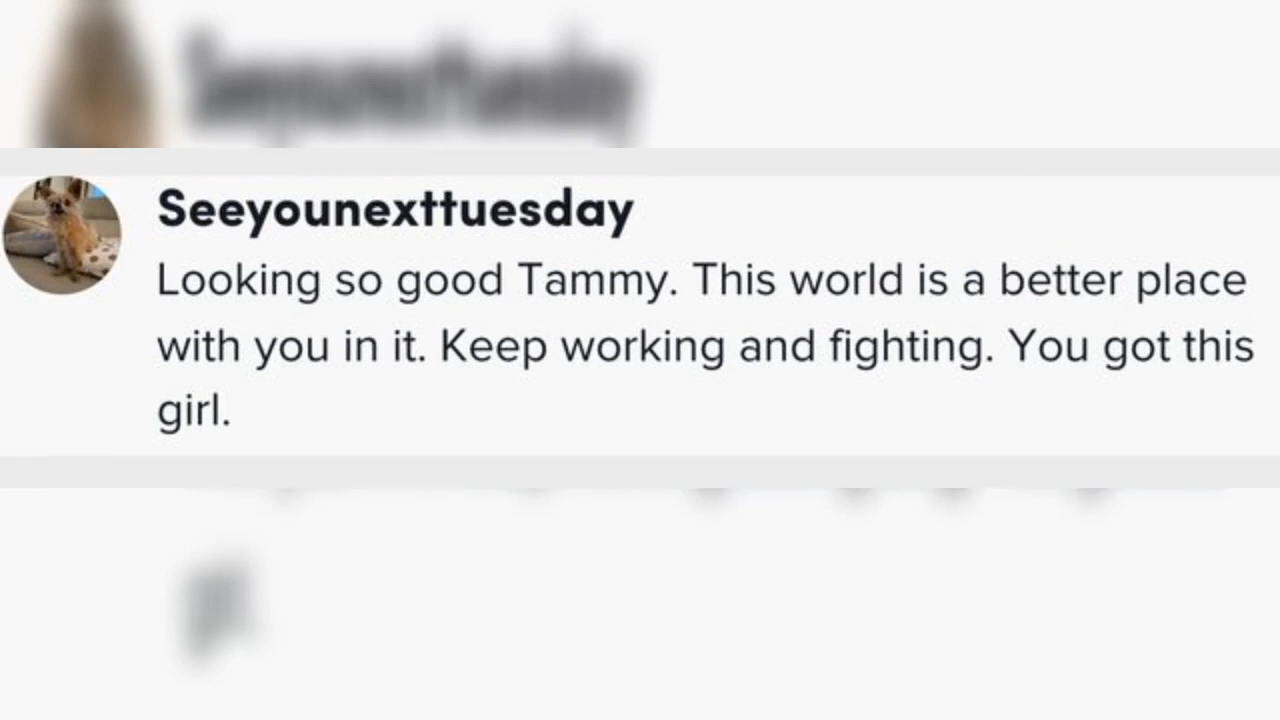 Seeyounexttuesday
Looking so good Tammy. This world is a better place
with you in it. Keep working and fighting. You got this
girl.